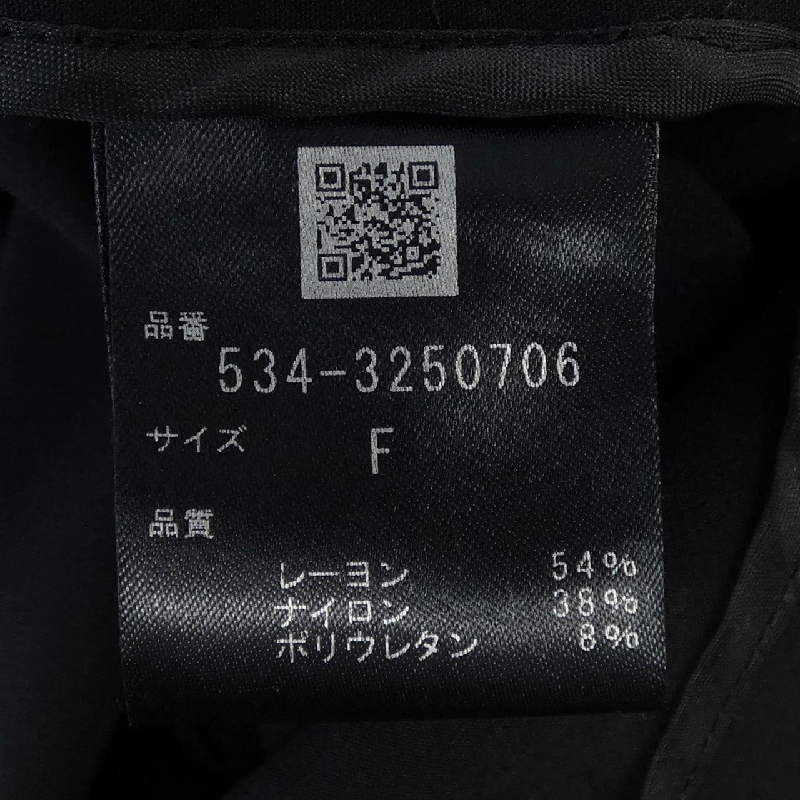 品番
534-3250706
サイズ F
品質
レーヨン 54%
ナイロン 38%
ポリウレタン 8%